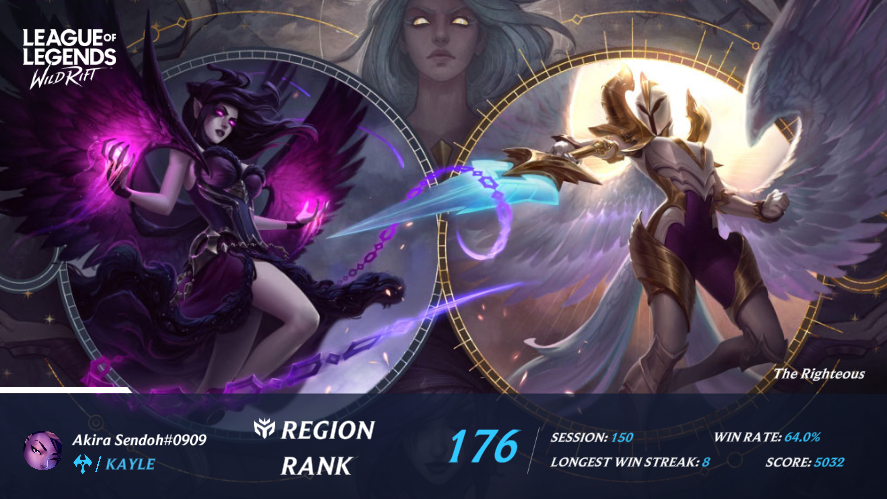 LEAGUE OF
LEGENDS
WILD RIFT
The Righteous
Akira Sendoh#0909
/ KAYLE
REGION
RANK
176
SESSION: 150
WIN RATE: 64.0%
LONGEST WIN STREAK: 8
SCORE: 5032